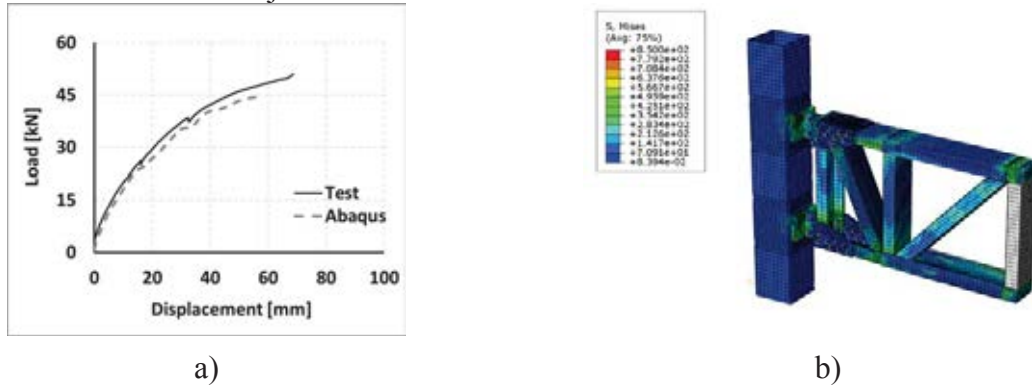 60
45
30
15
0
Load [kN]
Test
Abaqus
0 20 40 60 80 100
Displacement [mm]
S, Mises
(Avg: 75%)
+8.500e+02
+7.792e+02
+7.084e+02
+6.376e+02
+5.667e+02
+4.959e+02
+4.251e+02
+3.542e+02
+2.834e+02
+2.126e+02
+1.417e+02
+7.091e+01
+8.394e-02
a) b)